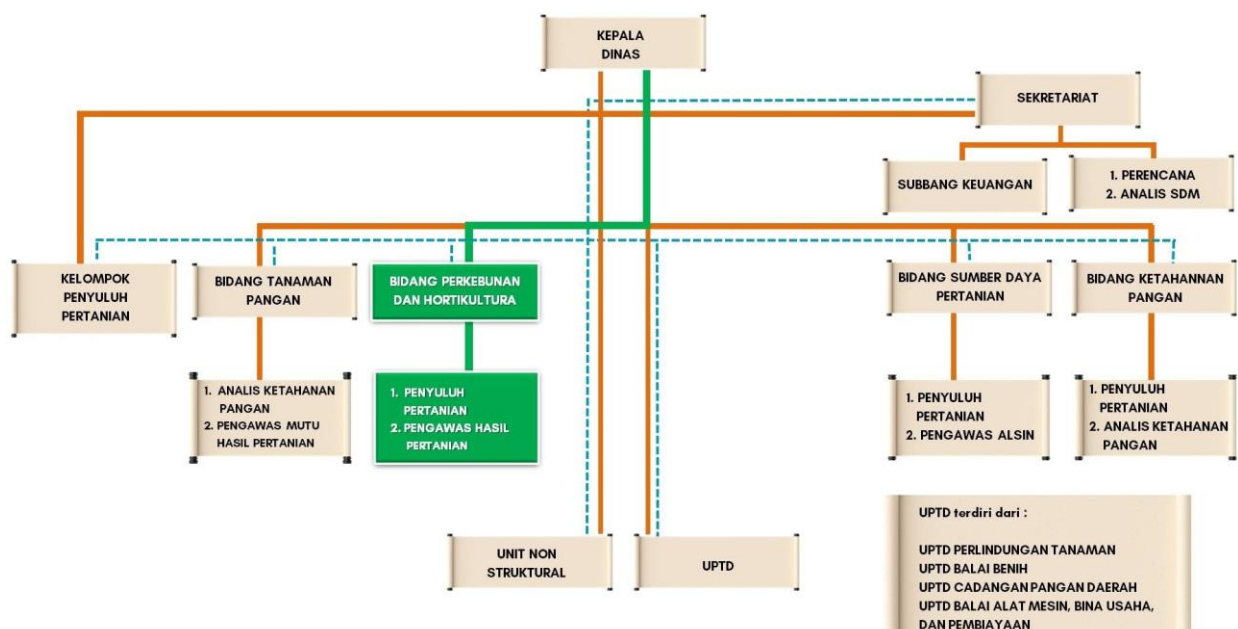 KEPALA
DINAS
SEKRETARIAT
SUBBANG KEUANGAN
1. PERENCANA
2. ANALIS SDM
KELOMPOK
PENYULUH
PERTANIAN
BIDANG TANAMAN
PANGAN
BIDANG PERKEBUNAN
DAN HORTIKULTURA
BIDANG SUMBER DAYA
PERTANIAN
BIDANG KETAHANNAN
PANGAN
1. ANALIS KETAHANAN
PANGAN
2. PENGAWAS MUTU
HASIL PERTANIAN
1. PENYULUH
PERTANIAN
2. PENGAWAS HASIL
PERTANIAN
1. PENYULUH
PERTANIAN
2. PENGAWAS ALSIN
1. PENYULUH
PERTANIAN
2. ANALIS KETAHANAN
PANGAN
UNIT NON
STRUKTURAL
UPTD
UPTD terdiri dari :
UPTD PERLINDUNGAN TANAMAN
UPTD BALAI BENIH
UPTD CADANGAN PANGAN DAERAH
UPTD BALAI ALAT MESIN, BINA USAHA,
DAN PEMBIAYAAN